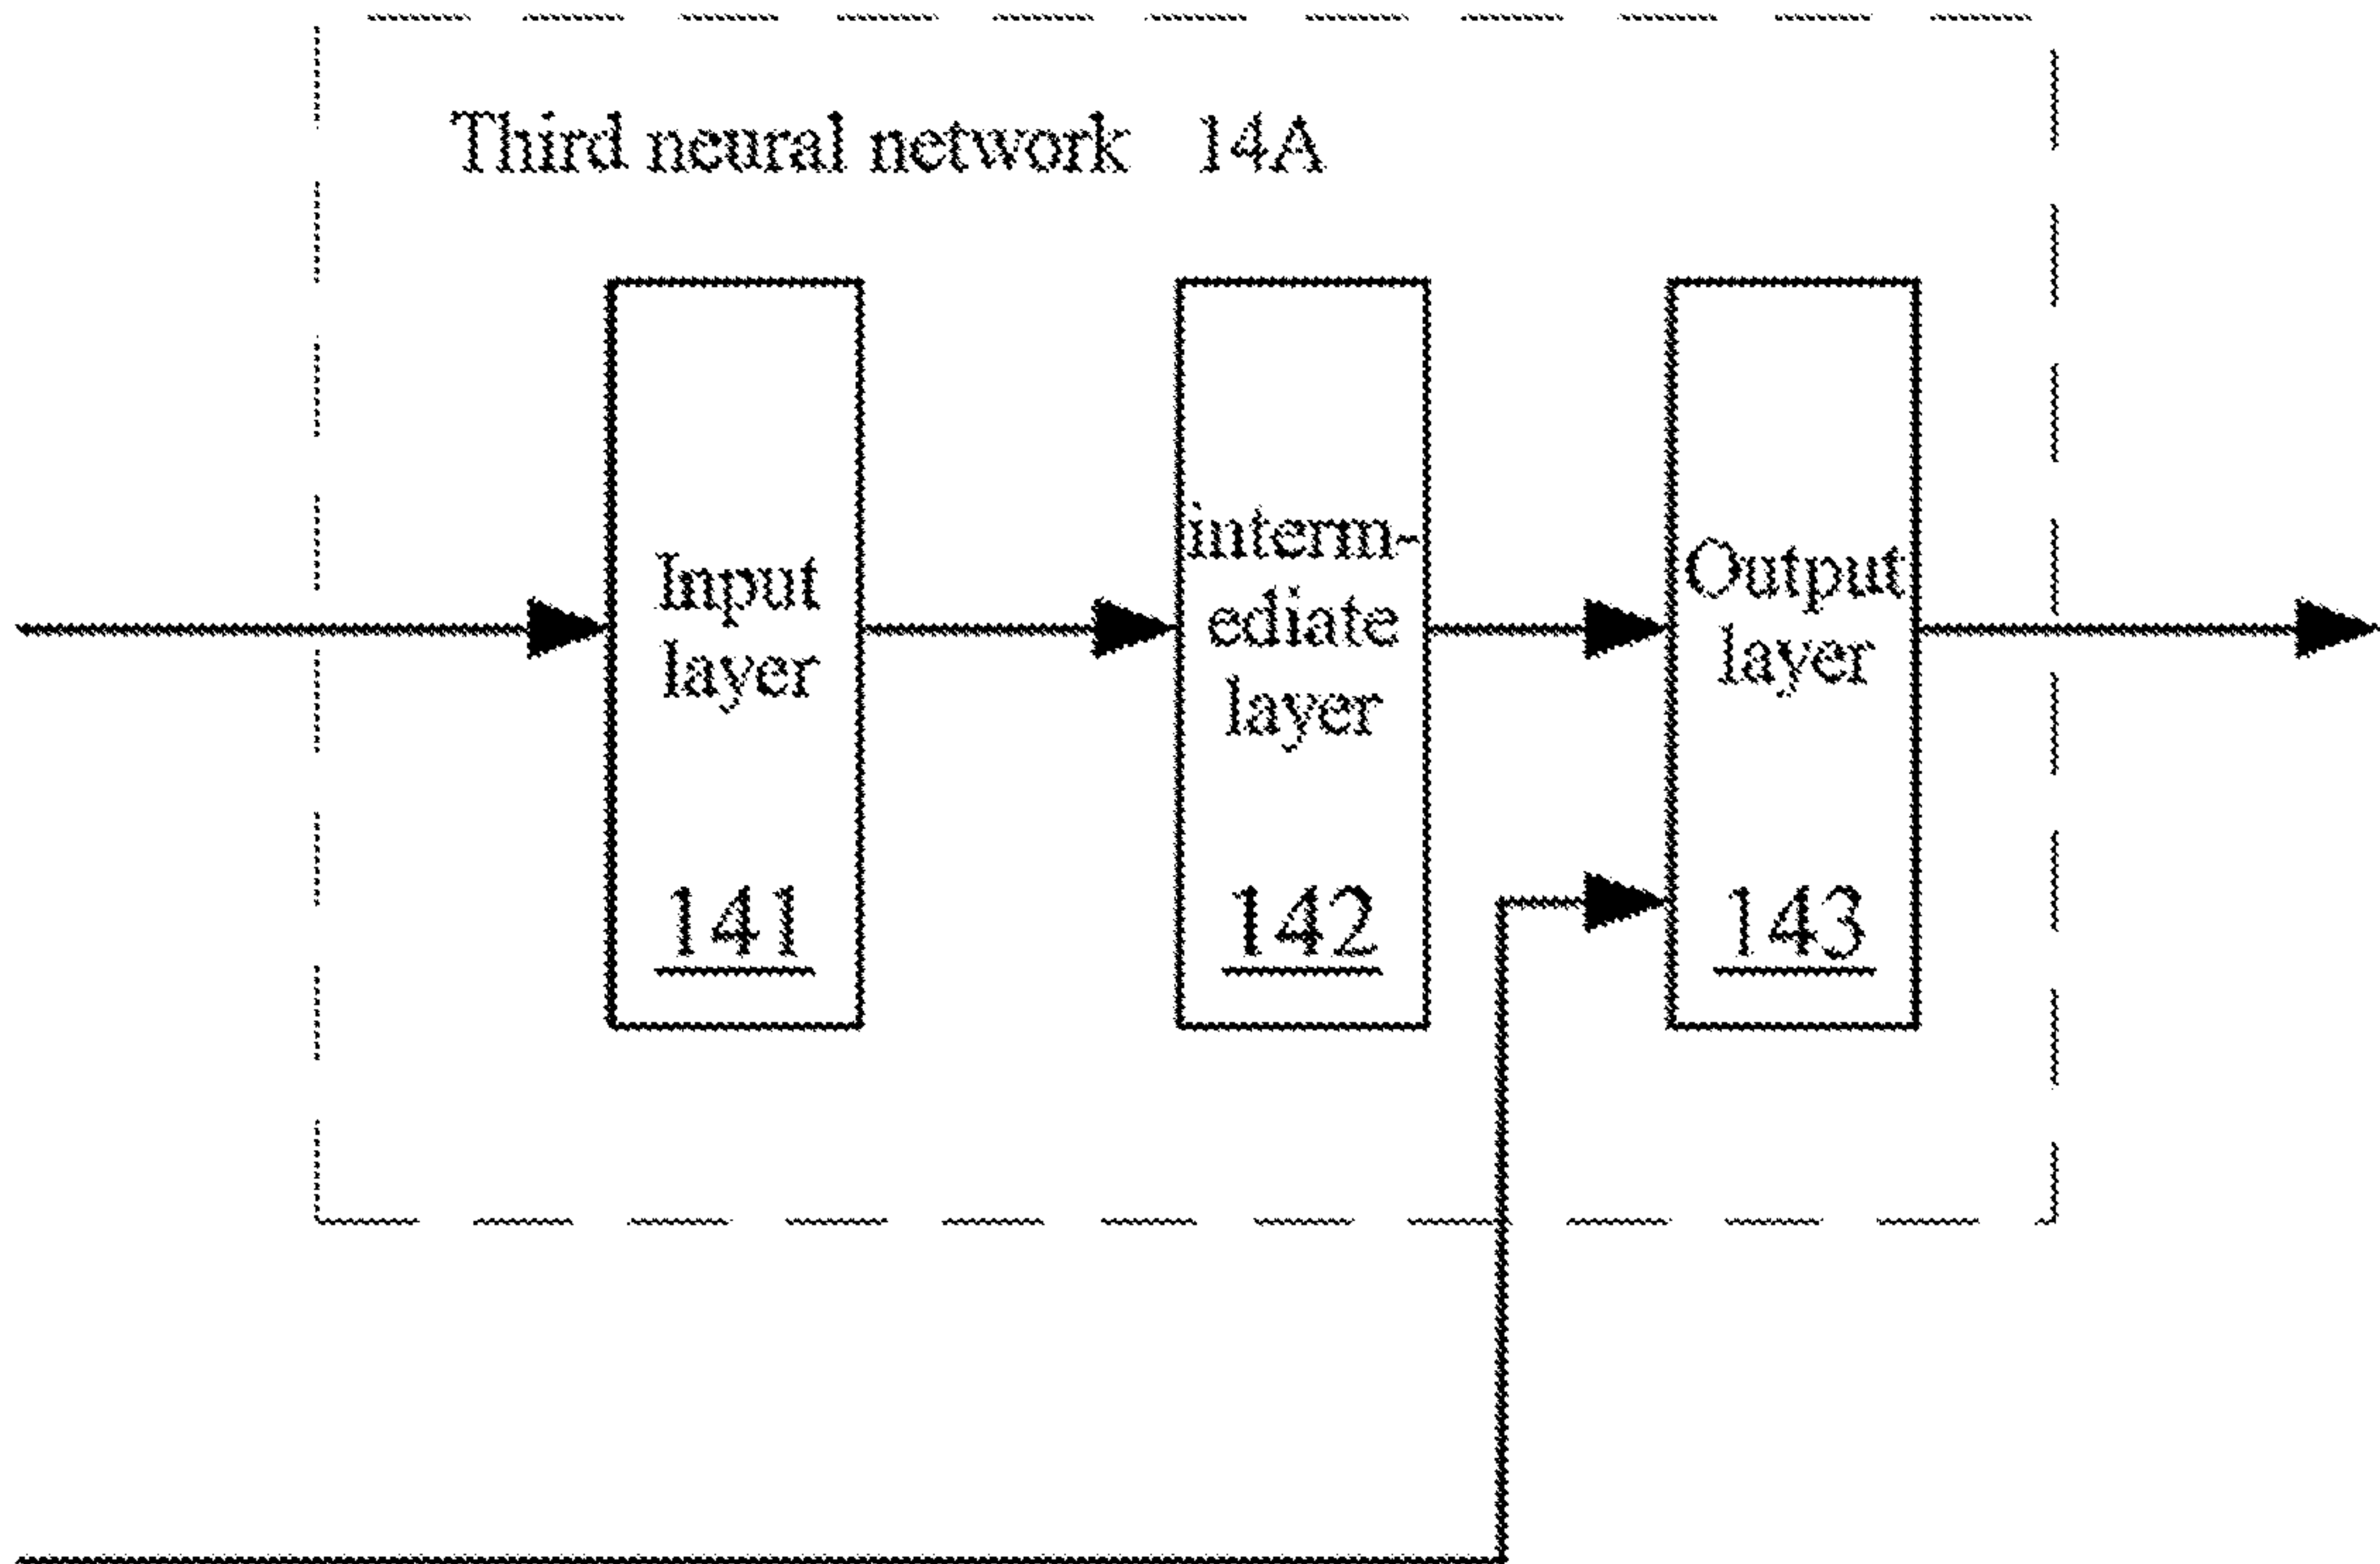 Third neural network 14A
Input
layer
141
interm-
ediate
layer
142
Output
layer
143